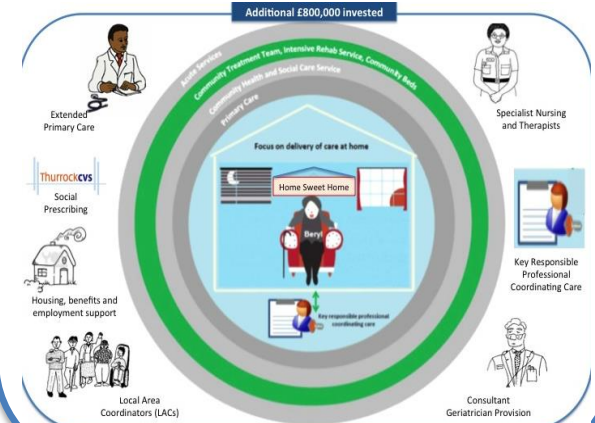 Additional £800,000 invested
Acute Services
Community Treatment Team, Intensive Rehab Service, Community Beds
Community Health and Social Care Service
Primary Care
Extended
Primary Care
Specialist Nursing
and Therapists
Focus on delivery of care at home
Home Sweet Home
Beryl
Thurrockcvs
Social
Prescribing
Key Responsible
Professional
Coordinating Care
Housing, benefits and
employment support
Key responsible professional
coordinating care
Local Area
Coordinators (LACs)
Consultant
Geriatrician Provision